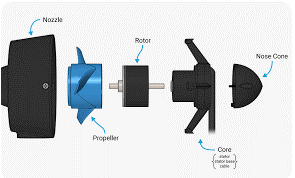 Nozzle
Rotor
Nose Cone
Propeller
Core
stator
stator base
cable